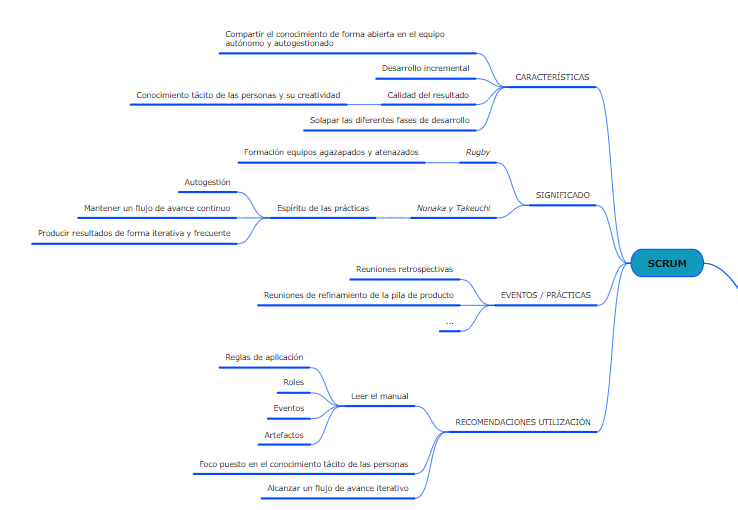 Compartir el conocimiento de forma abierta en el equipo
autónomo y autogestionado
Desarrollo incremental
CARACTERÍSTICAS
Conocimiento tácito de las personas y su creatividad
Calidad del resultado
Solapar las diferentes fases de desarrollo
Formación equipos agazapados y atenazados
Rugby
Autogestión
SIGNIFICADO
Mantener un flujo de avance continuo
Espíritu de las prácticas
Nonaka y Takeuchi
Producir resultados de forma iterativa y frecuente
SCRUM
Reuniones retrospectivas
Reuniones de refinamiento de la pila de producto
EVENTOS / PRÁCTICAS
...
Reglas de aplicación
Roles
Leer el manual
Eventos
RECOMENDACIONES UTILIZACIÓN
Artefactos
Foco puesto en el conocimiento tácito de las personas
Alcanzar un flujo de avance iterativo